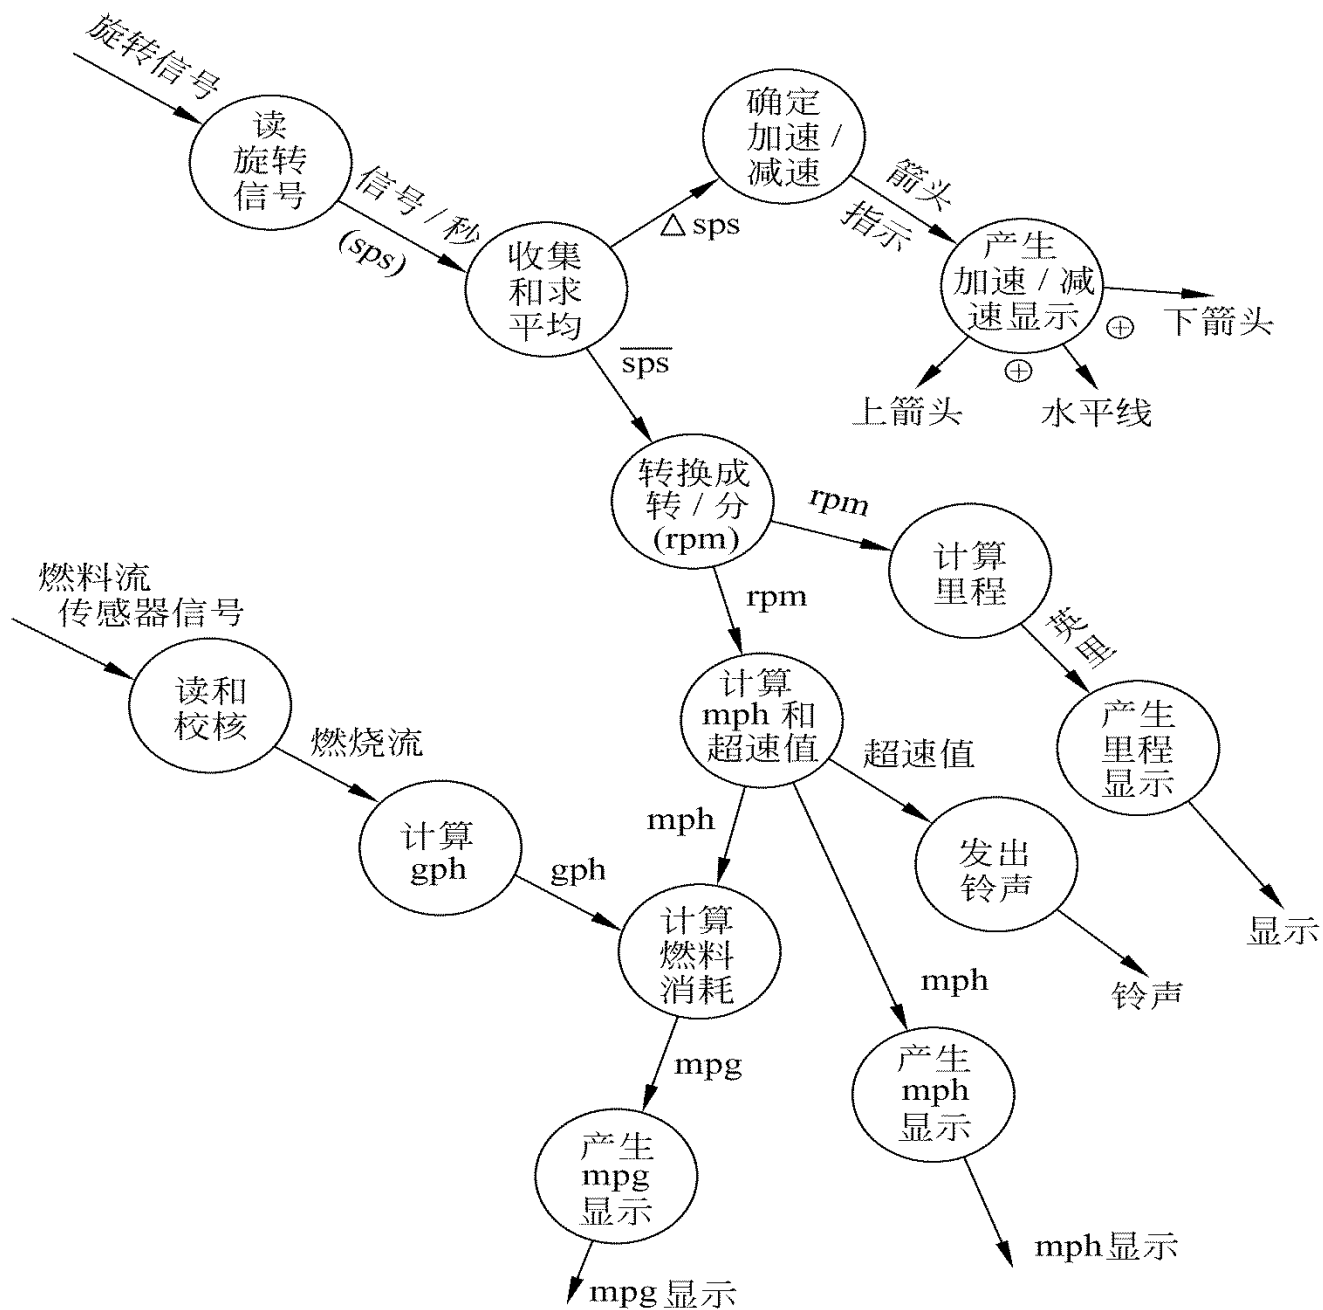 旋转信号
读
旋转
信号
信号/秒
(sps)
收集
和求
平均
△sps
确定
加速/
减速
箭头
指示
产生
加速/减
速显示
⊕
下箭头
⊕
上箭头
水平线
sps
转换成
转/分
(rpm)
rpm
计算
里程
英
里
产生
里程
显示
显示
rpm
燃料流
传感器信号
读和
校核
燃烧流
计算
gph
gph
计算
mph和
超速值
超速值
发出
铃声
铃声
mph
计算
燃料
消耗
mph
产生
mph
显示
mph显示
mpg
产生
mpg
显示
mpg显示